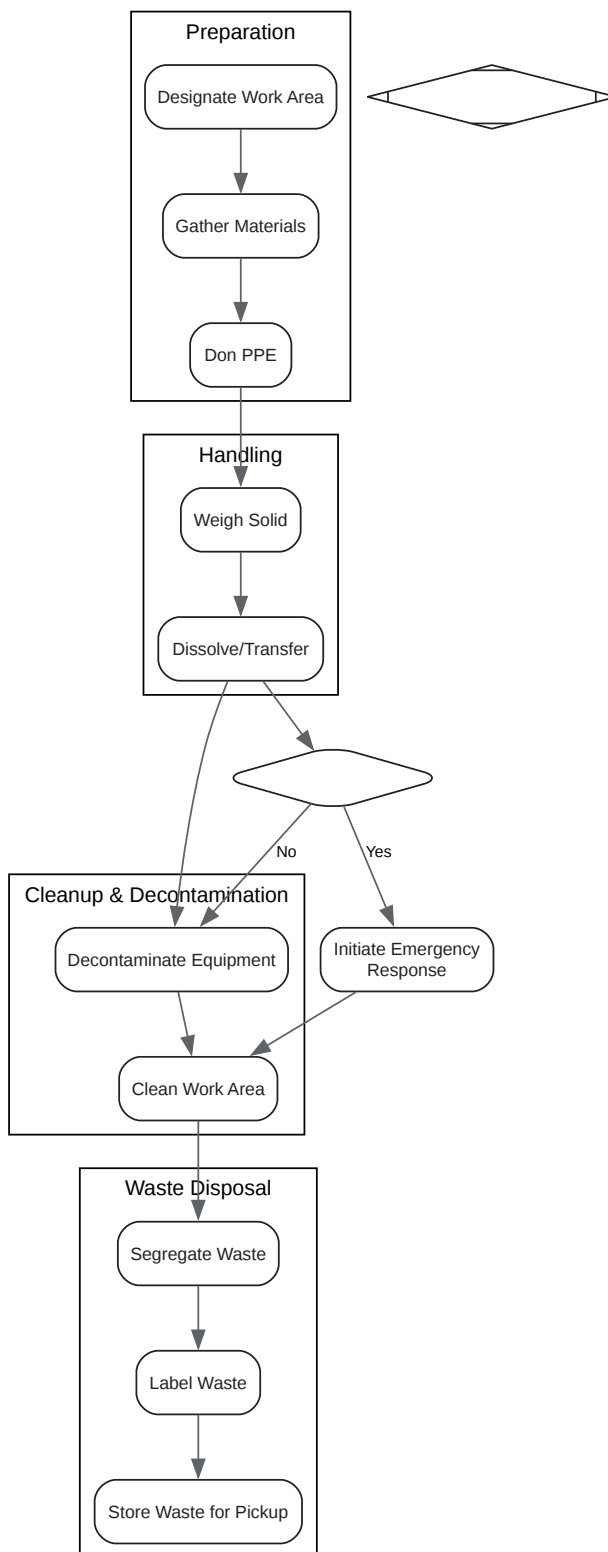 Preparation
Designate Work Area
Gather Materials
Don PPE
Handling
Weigh Solid
Dissolve/Transfer
No
Yes
Cleanup & Decontamination
Decontaminate Equipment
Initiate Emergency
Response
Clean Work Area
Waste Disposal
Segregate Waste
Label Waste
Store Waste for Pickup